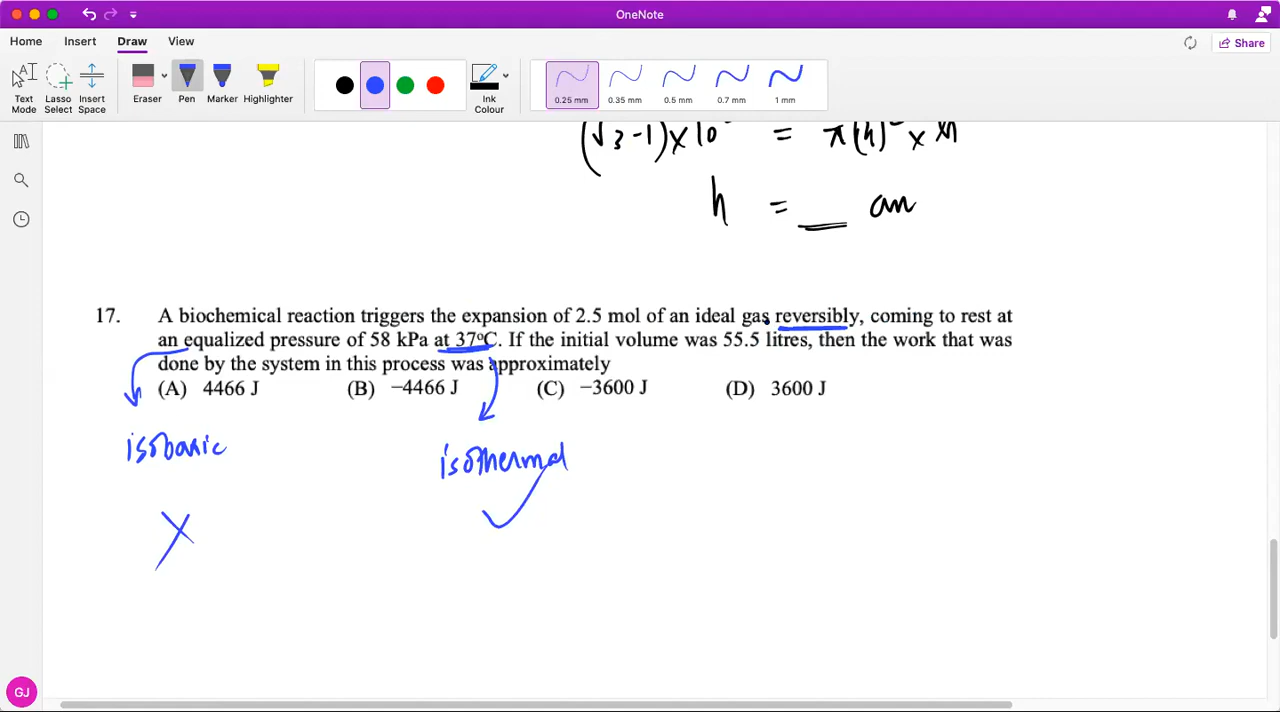 OneNote
Home Insert Draw View
Share
Text Mode
Lasso Select
Insert Space
Eraser
Pen
Marker
Highlighter
Ink Colour
0.25 mm
0.35 mm
0.5 mm
0.7 mm
1 mm
(√3-1)×10 = π(h) ×
h = __ cm
17. A biochemical reaction triggers the expansion of 2.5 mol of an ideal gas reversibly, coming to rest at
an equalized pressure of 58 kPa at 37°C. If the initial volume was 55.5 litres, then the work that was
done by the system in this process was approximately
(A) 4466 J (B) −4466 J (C) −3600 J (D) 3600 J
isobaric isothermal
GJ